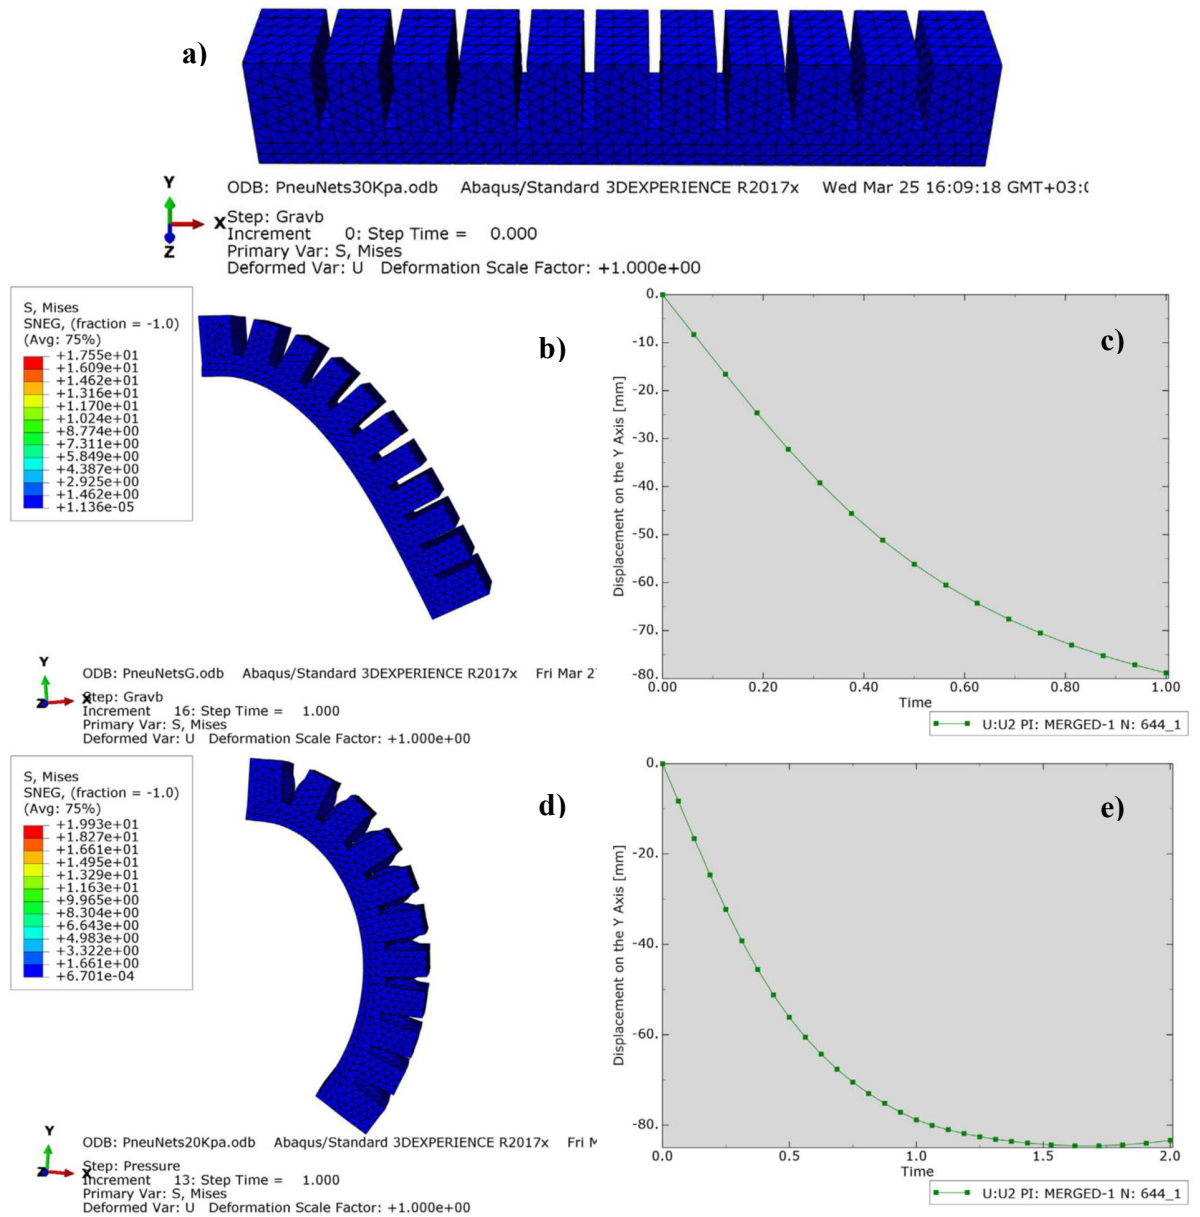 a)
Y
X
Z
ODB: PneuNets30Kpa.odb Abaqus/Standard 3DEXPERIENCE R2017x Wed Mar 25 16:09:18 GMT+03:0
Step: Gravb
Increment 0: Step Time = 0.000
Primary Var: S, Mises
Deformed Var: U Deformation Scale Factor: +1.000e+00
S, Mises
SNEG, (fraction = -1.0)
(Avg: 75%)
+1.755e+01
+1.609e+01
+1.462e+01
+1.316e+01
+1.170e+01
+1.024e+01
+8.774e+00
+7.311e+00
+5.849e+00
+4.387e+00
+2.925e+00
+1.462e+00
+1.136e-05
b)
Y
Z
X
ODB: PneuNetsG.odb Abaqus/Standard 3DEXPERIENCE R2017x Fri Mar 2
Step: Gravb
Increment 16: Step Time = 1.000
Primary Var: S, Mises
Deformed Var: U Deformation Scale Factor: +1.000e+00
c)
Displacement on the Y Axis [mm]
0.
-10.
-20.
-30.
-40.
-50.
-60.
-70.
-80.
0.00 0.20 0.40 0.60 0.80 1.00
Time
U:U2 PI: MERGED-1 N: 644_1
S, Mises
SNEG, (fraction = -1.0)
(Avg: 75%)
+1.993e+01
+1.827e+01
+1.661e+01
+1.495e+01
+1.329e+01
+1.163e+01
+9.965e+00
+8.304e+00
+6.643e+00
+4.983e+00
+3.322e+00
+1.661e+00
+6.701e-04
d)
Y
Z
X
ODB: PneuNets20Kpa.odb Abaqus/Standard 3DEXPERIENCE R2017x Fri M
Step: Pressure
Increment 13: Step Time = 1.000
Primary Var: S, Mises
Deformed Var: U Deformation Scale Factor: +1.000e+00
e)
Displacement on the Y Axis [mm]
0.
-20.
-40.
-60.
-80.
0.0 0.5 1.0 1.5 2.0
Time
U:U2 PI: MERGED-1 N: 644_1